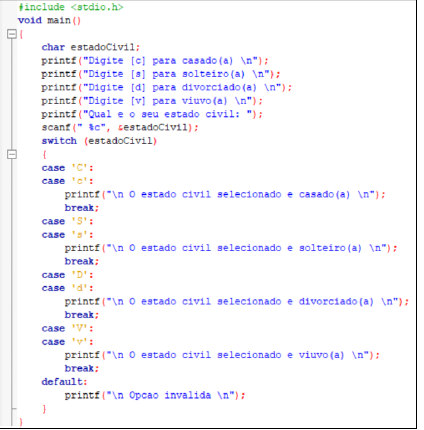 #include <stdio.h>
void main()
{
    char estadoCivil;
    printf("Digite [c] para casado(a) \n");
    printf("Digite [s] para solteiro(a) \n");
    printf("Digite [d] para divorciado(a) \n");
    printf("Digite [v] para viuvo(a) \n");
    printf("Qual e o seu estado civil: ");
    scanf(" %c", &estadoCivil);
    switch (estadoCivil)
    {
    case 'C':
    case 'c':
        printf("\n O estado civil selecionado e casado(a) \n");
        break;
    case 'S':
    case 's':
        printf("\n O estado civil selecionado e solteiro(a) \n");
        break;
    case 'D':
    case 'd':
        printf("\n O estado civil selecionado e divorciado(a) \n");
        break;
    case 'V':
    case 'v':
        printf("\n O estado civil selecionado e viuvo(a) \n");
        break;
    default:
        printf("\n Opcao invalida \n");
    }
}